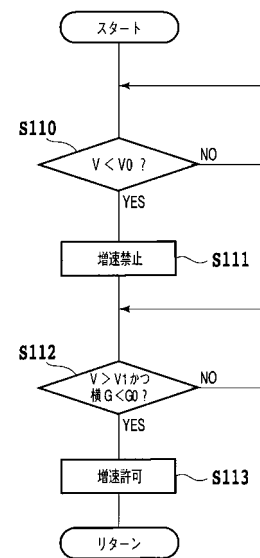 スタート
S110
V<V0 ?
NO
YES
増速禁止
S111
S112
V>V1かつ
横G<G0?
NO
YES
増速許可
S113
リターン